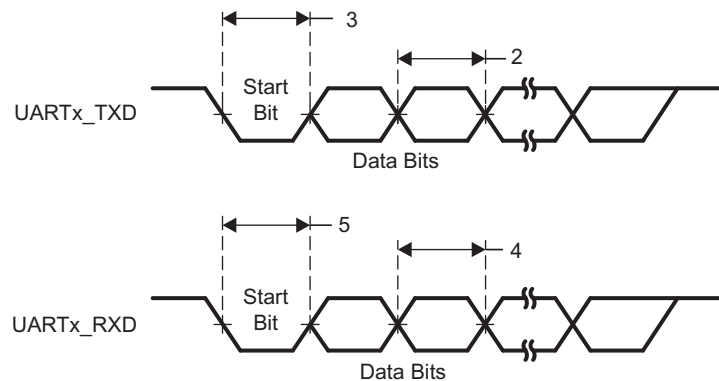 3
2
UARTx_TXD
Start
Bit
Data Bits
5
4
UARTx_RXD
Start
Bit
Data Bits